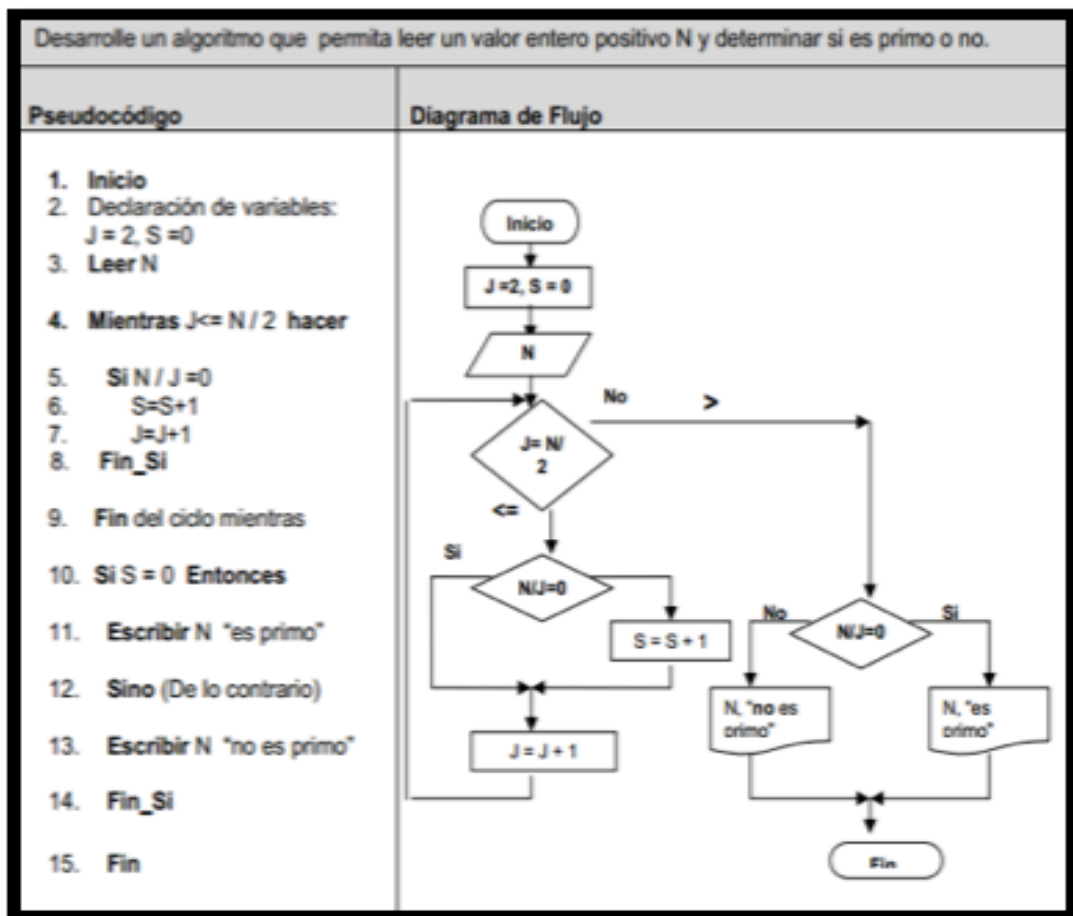 Desarrolle un algoritmo que permita leer un valor entero positivo N y determinar si es primo o no.
Pseudocódigo
1. Inicio
2. Declaración de variables:
J = 2, S =0
3. Leer N
4. Mientras J<= N / 2 hacer
5. Si N / J =0
6. S=S+1
7. J=J+1
8. Fin_Si
9. Fin del ciclo mientras
10. Si S = 0 Entonces
11. Escribir N "es primo"
12. Sino (De lo contrario)
13. Escribir N "no es primo"
14. Fin_Si
15. Fin
Diagrama de Flujo
Inicio
J =2, S = 0
N
No >
J= N/
2
<=
Si
N/J=0
S = S + 1
J = J + 1
No
N/J=0
Si
N, "no es
primo"
N, "es
primo"
Fin